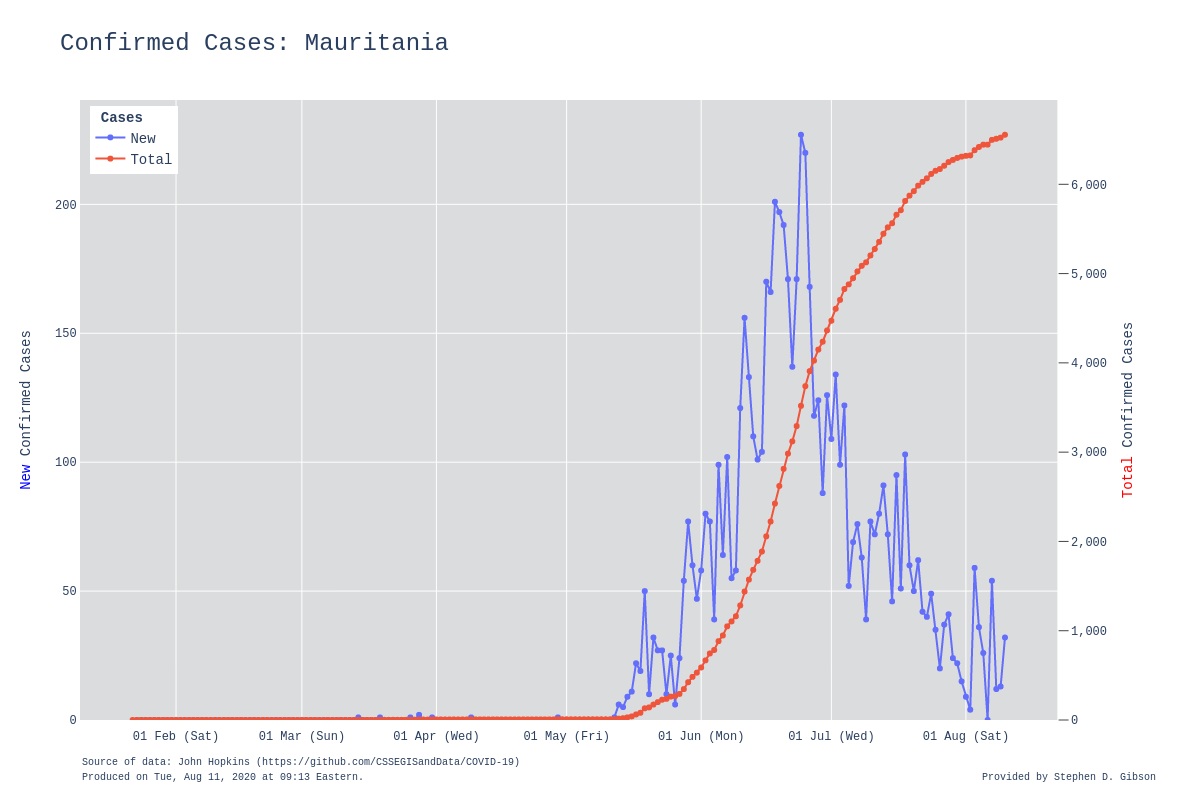 Confirmed Cases: Mauritania
Cases
New
Total
200
150
100
50
0
6,000
5,000
4,000
3,000
2,000
1,000
0
New Confirmed Cases
Total Confirmed Cases
01 Feb (Sat)
01 Mar (Sun)
01 Apr (Wed)
01 May (Fri)
01 Jun (Mon)
01 Jul (Wed)
01 Aug (Sat)
Source of data: John Hopkins (https://github.com/CSSEGISandData/COVID-19)
Produced on Tue, Aug 11, 2020 at 09:13 Eastern.
Provided by Stephen D. Gibson